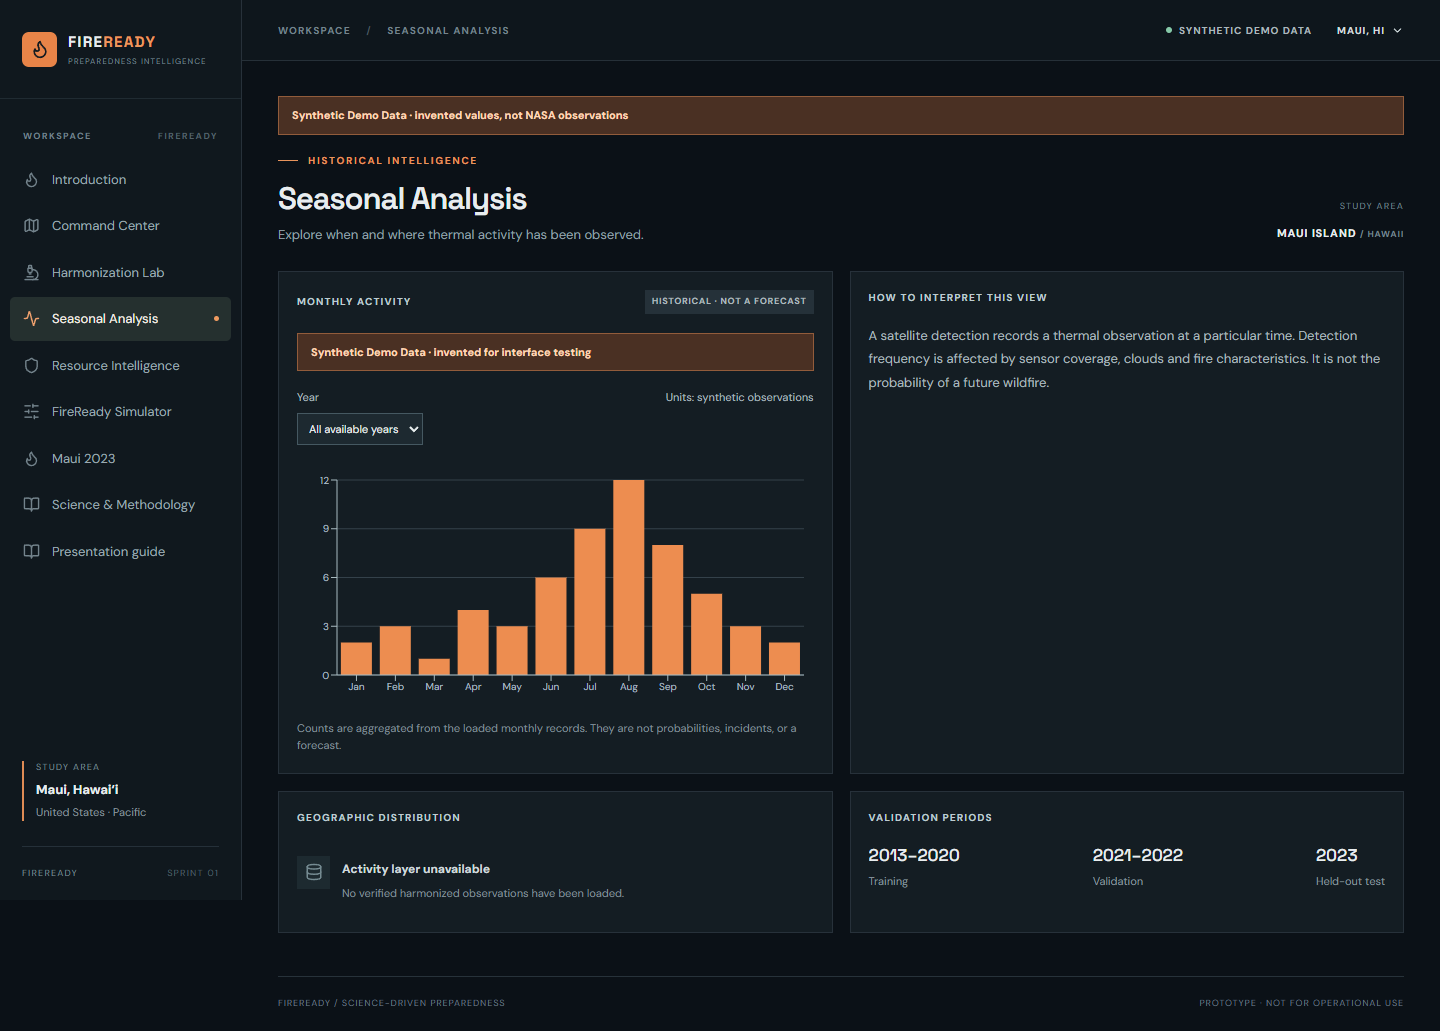 FIREREADY
PREPAREDNESS INTELLIGENCE
WORKSPACE FIREREADY
Introduction
Command Center
Harmonization Lab
Seasonal Analysis
Resource Intelligence
FireReady Simulator
Maui 2023
Science & Methodology
Presentation guide
STUDY AREA
Maui, Hawaiʻi
United States · Pacific
FIREREADY SPRINT 01
WORKSPACE / SEASONAL ANALYSIS
SYNTHETIC DEMO DATA MAUI, HI
Synthetic Demo Data · invented values, not NASA observations
HISTORICAL INTELLIGENCE
Seasonal Analysis
Explore when and where thermal activity has been observed.
STUDY AREA
MAUI ISLAND / HAWAII
MONTHLY ACTIVITY HISTORICAL · NOT A FORECAST
Synthetic Demo Data · invented for interface testing
Year Units: synthetic observations
All available years
12
9
6
3
0
Jan Feb Mar Apr May Jun Jul Aug Sep Oct Nov Dec
Counts are aggregated from the loaded monthly records. They are not probabilities, incidents, or a
forecast.
HOW TO INTERPRET THIS VIEW
A satellite detection records a thermal observation at a particular time. Detection
frequency is affected by sensor coverage, clouds and fire characteristics. It is not the
probability of a future wildfire.
GEOGRAPHIC DISTRIBUTION
Activity layer unavailable
No verified harmonized observations have been loaded.
VALIDATION PERIODS
2013–2020 2021–2022 2023
Training Validation Held-out test
FIREREADY / SCIENCE-DRIVEN PREPAREDNESS
PROTOTYPE · NOT FOR OPERATIONAL USE